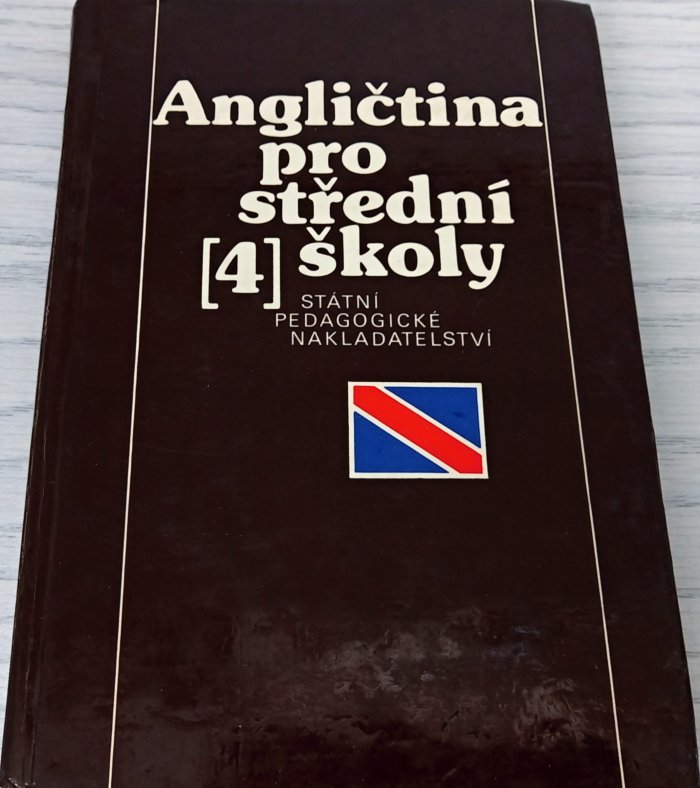 Angličtina
pro
střední
[4] školy
STÁTNÍ
PEDAGOGICKÉ
NAKLADATELSTVÍ